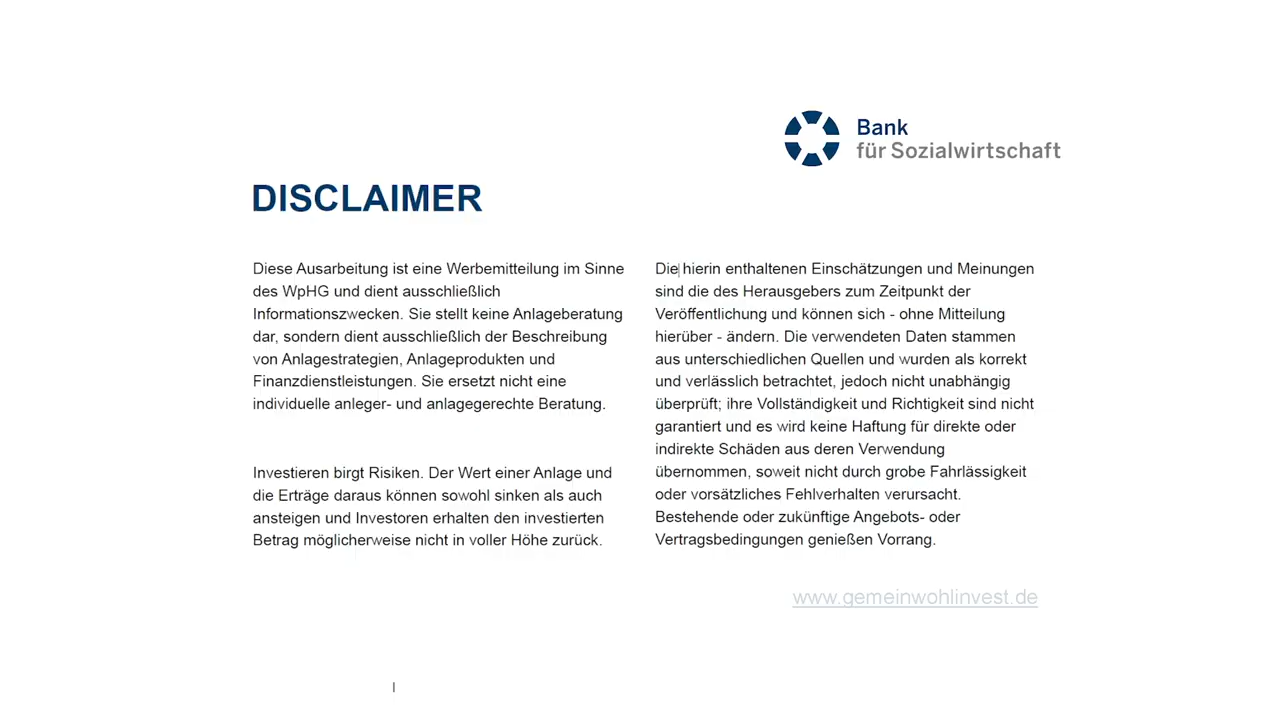 Bank
für Sozialwirtschaft
DISCLAIMER
Diese Ausarbeitung ist eine Werbemitteilung im Sinne
des WpHG und dient ausschließlich
Informationszwecken. Sie stellt keine Anlageberatung
dar, sondern dient ausschließlich der Beschreibung
von Anlagestrategien, Anlageprodukten und
Finanzdienstleistungen. Sie ersetzt nicht eine
individuelle anleger- und anlagegerechte Beratung.
Investieren birgt Risiken. Der Wert einer Anlage und
die Erträge daraus können sowohl sinken als auch
ansteigen und Investoren erhalten den investierten
Betrag möglicherweise nicht in voller Höhe zurück.
Die hierin enthaltenen Einschätzungen und Meinungen
sind die des Herausgebers zum Zeitpunkt der
Veröffentlichung und können sich - ohne Mitteilung
hierüber - ändern. Die verwendeten Daten stammen
aus unterschiedlichen Quellen und wurden als korrekt
und verlässlich betrachtet, jedoch nicht unabhängig
überprüft; ihre Vollständigkeit und Richtigkeit sind nicht
garantiert und es wird keine Haftung für direkte oder
indirekte Schäden aus deren Verwendung
übernommen, soweit nicht durch grobe Fahrlässigkeit
oder vorsätzliches Fehlverhalten verursacht.
Bestehende oder zukünftige Angebots- oder
Vertragsbedingungen genießen Vorrang.
www.gemeinwohlinvest.de